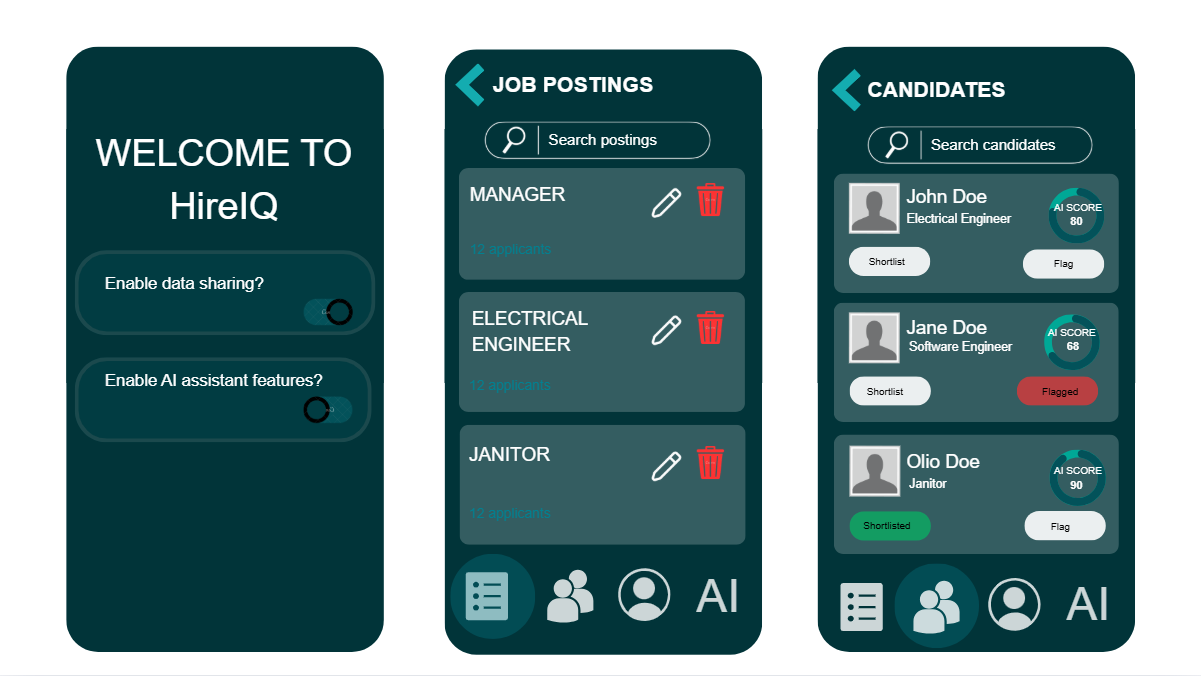 WELCOME TO
HireIQ
Enable data sharing?
Enable AI assistant features?
JOB POSTINGS
Search postings
MANAGER
12 applicants
ELECTRICAL
ENGINEER
12 applicants
JANITOR
12 applicants
AI
CANDIDATES
Search candidates
John Doe
Electrical Engineer
AI SCORE
80
Shortlist
Flag
Jane Doe
Software Engineer
AI SCORE
68
Shortlist
Flagged
Olio Doe
Janitor
AI SCORE
90
Shortlisted
Flag
AI